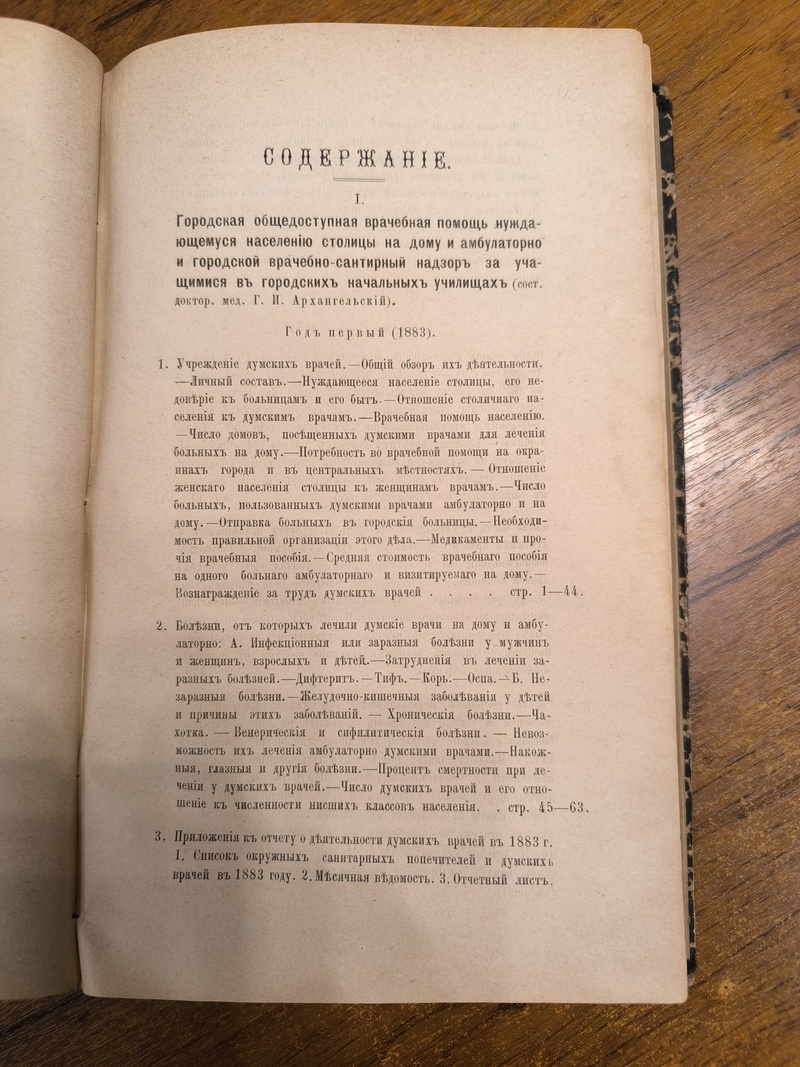 СОДЕРЖАНІЕ.
I.
Городская общедоступная врачебная помощь нужда-
ющемуся населенію столицы на дому и амбулаторно
и городской врачебно-сантирный надзоръ за уча-
щимися въ городскихъ начальныхъ училищахъ (сост.
доктор. мед. Г. И. Архангельскій).
Годъ первый (1883).
1. Учрежденіе думскихъ врачей.—Общій обзоръ ихъ дѣятельности.
—Личный составъ.—Нуждающееся населеніе столицы, его не-
довѣріе къ больницамъ и его бытъ.—Отношеніе столичнаго на-
селенія къ думскимъ врачамъ.—Врачебная помощь населенію.
—Число домовъ, посѣщенныхъ думскими врачами для леченія
больныхъ на дому.—Потребность во врачебной помощи на окра-
инахъ города и въ центральныхъ мѣстностяхъ.—Отношеніе
женскаго населенія столицы къ женщинамъ врачамъ.—Число
больныхъ, пользованныхъ думскими врачами амбулаторно и на
дому.—Отправка больныхъ въ городскія больницы.—Необходи-
мость правильной организаціи этого дѣла.—Медикаменты и про-
чія врачебныя пособія.—Средняя стоимость врачебнаго пособія
на одного больнаго амбулаторнаго и визитируемаго на дому.—
Вознагражденіе за трудъ думскихъ врачей . . . . стр. 1—44.
2. Болѣзни, отъ которыхъ лечили думскіе врачи на дому и амбу-
латорно: А. Инфекціонныя или заразныя болѣзни у мужчинъ
и женщинъ, взрослыхъ и дѣтей.—Затрудненія въ леченіи за-
разныхъ болѣзней.—Дифтеритъ.—Тифъ.—Корь.—Оспа.—Б. Не-
заразныя болѣзни.—Желудочно-кишечныя заболѣванія у дѣтей
и причины этихъ заболѣваній.—Хроническія болѣзни.—Ча-
хотка.—Венерическія и сифилитическія болѣзни.—Невоз-
можность ихъ леченія амбулаторно думскими врачами.—Накож-
ныя, глазныя и другія болѣзни.—Процентъ смертности при ле-
ченіи у думскихъ врачей.—Число думскихъ врачей и его отно-
шеніе къ численности нисшихъ классовъ населенія. . стр. 45—63.
3. Приложенія къ отчету о дѣятельности думскихъ врачей въ 1883 г.
1. Списокъ окружныхъ санитарныхъ попечителей и думскихъ
врачей въ 1883 году. 2. Мѣсячная вѣдомость. 3. Отчетный листъ,